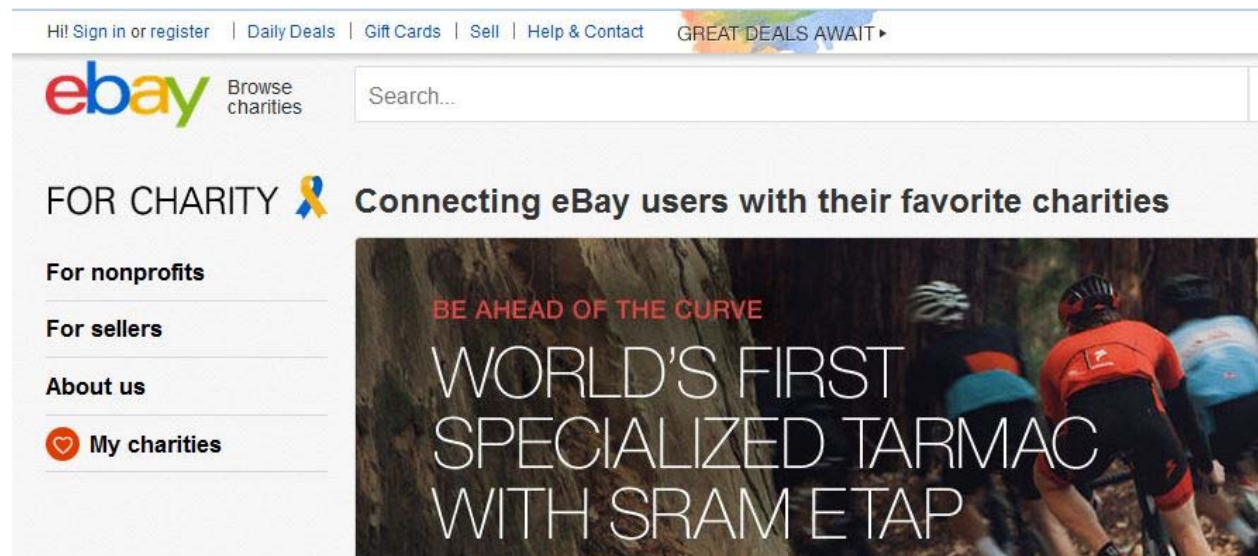 Hi! Sign in or register | Daily Deals | Gift Cards | Sell | Help & Contact GREAT DEALS AWAIT
ebay
Browse
charities
Search...
FOR CHARITY
Connecting eBay users with their favorite charities
For nonprofits
For sellers
About us
My charities
BE AHEAD OF THE CURVE
WORLD'S FIRST
SPECIALIZED TARMAC
WITH SRAM ETAP